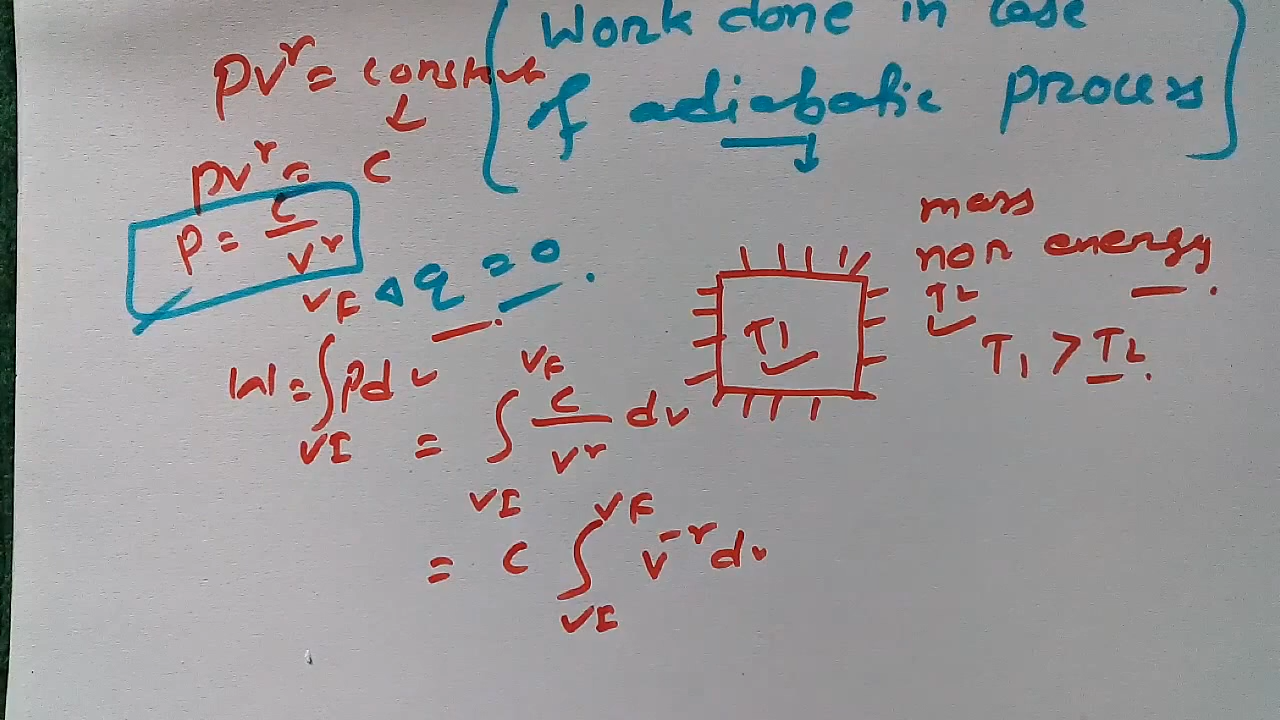 (Work done in case
of adiabatic process)
PV^r = constant
PV^r = C
P = C/V^r
Δq = 0.
mass
non energy.
T1
T2
T1 > T2.
W = ∫_{VI}^{VF} Pdv
= ∫_{VI}^{VF} C/V^r dv
= C ∫_{VI}^{VF} V^{-r} dv